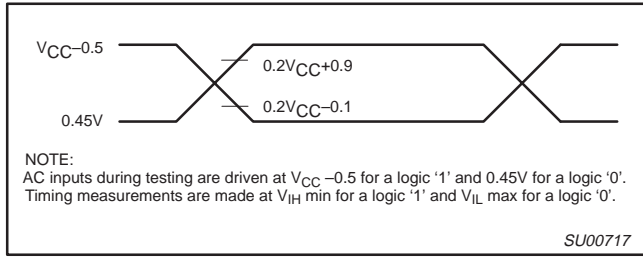 VCC–0.5
0.2VCC+0.9
0.2VCC–0.1
0.45V
NOTE:
AC inputs during testing are driven at VCC –0.5 for a logic ‘1’ and 0.45V for a logic ‘0’.
Timing measurements are made at VIH min for a logic ‘1’ and VIL max for a logic ‘0’.
SU00717